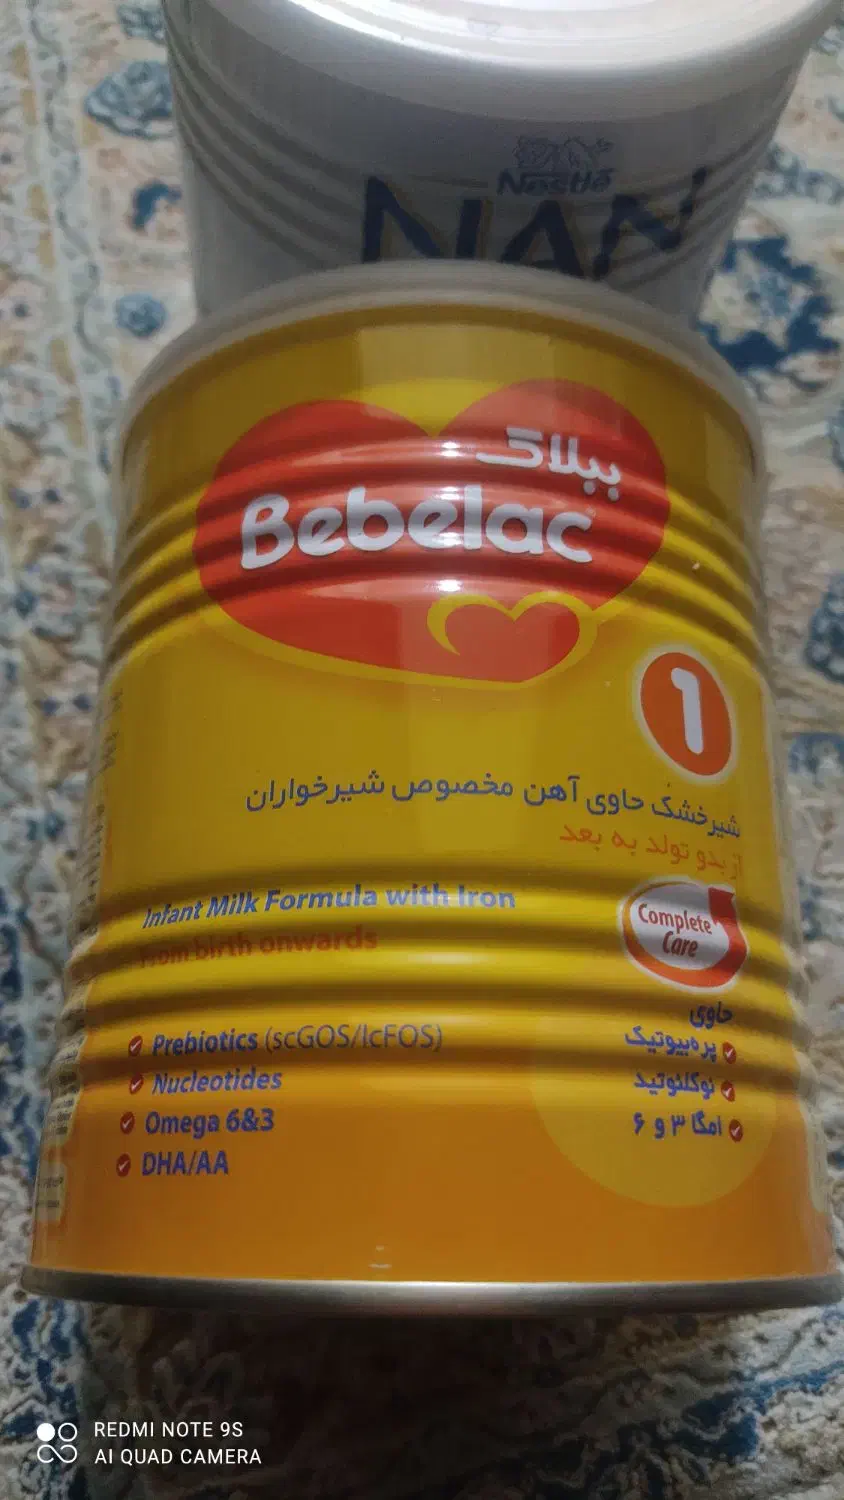 Nestlé
NAN
ببلاک
Bebelac
1
شیرخشک حاوی آهن مخصوص شیرخواران
از بدو تولد به بعد
Infant Milk Formula with Iron
From birth onwards
Complete
Care
Prebiotics (scGOS/lcFOS)
Nucleotides
Omega 6&3
DHA/AA
حاوی
پره‌بیوتیک
نوکلئوتید
امگا ۳ و ۶
REDMI NOTE 9S
AI QUAD CAMERA